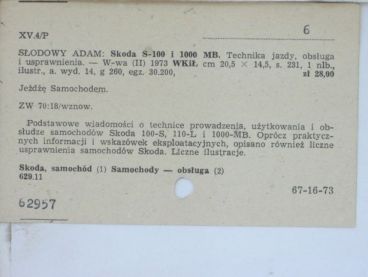 6
XV.4/P
SŁODOWY ADAM: Skoda S-100 i 1000 MB. Technika jazdy, obsługa
i usprawnienia. — W-wa (II) 1973 WKiŁ cm 20,5 × 14,5, s. 231, 1 nlb.,
ilustr., a. wyd. 14, g 260, egz. 30.200, zł 28,00
Jeżdżę Samochodem.
ZW 70:18/wznow.
Podstawowe wiadomości o technice prowadzenia, użytkowania i ob-
słudze samochodów Skoda 100-S, 110-L i 1000-MB. Oprócz praktycz-
nych informacji i wskazówek eksploatacyjnych, opisano również liczne
usprawnienia samochodów Skoda. Liczne ilustracje.
Skoda, samochód (1) Samochody — obsługa (2)
629.11
67-16-73
62957